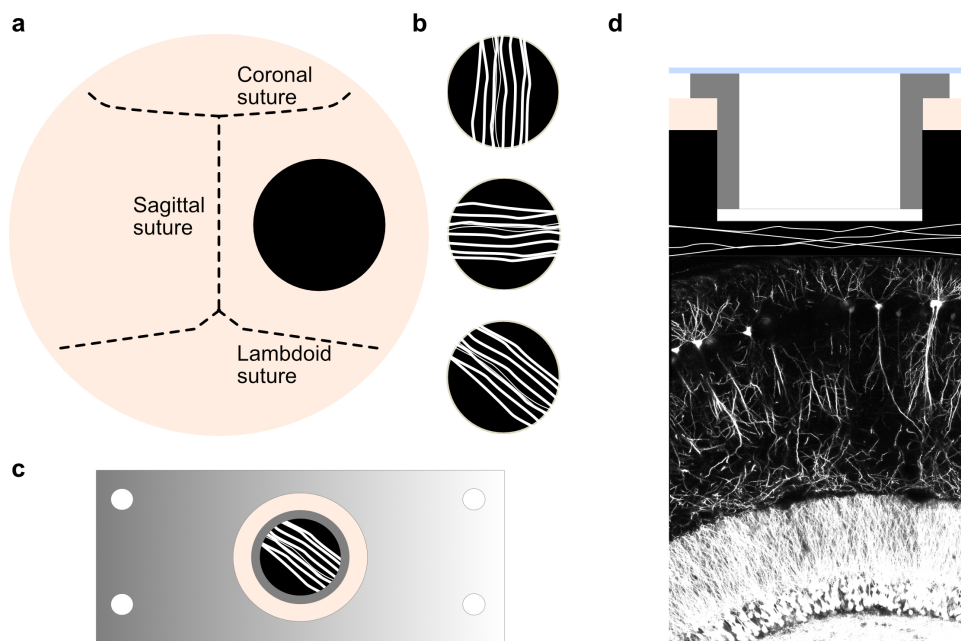 a
Coronal
suture
Sagittal
suture
Lambdoid
suture
b
c
d